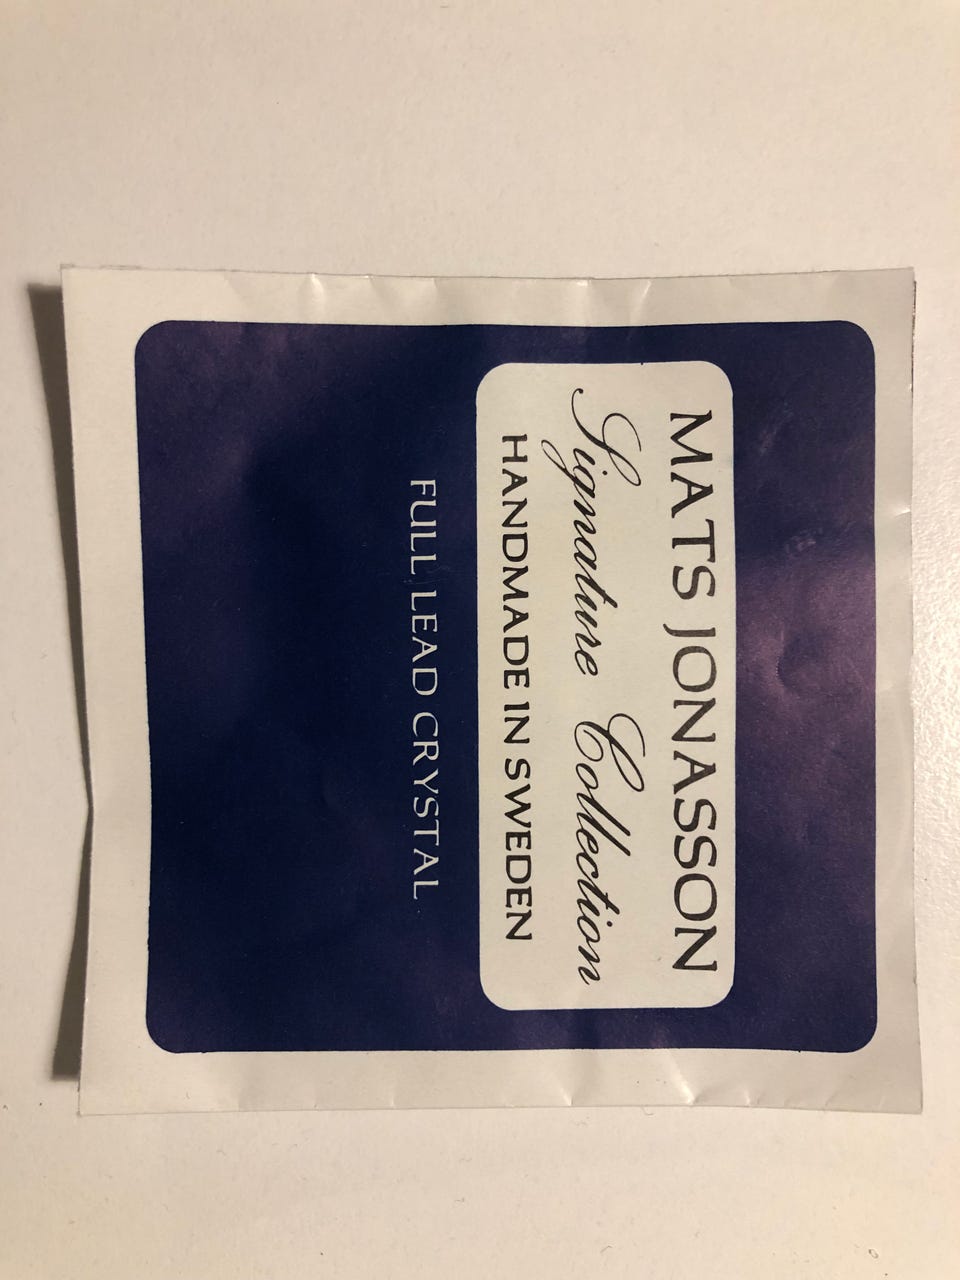 MATS JONASSON
Signature Collection
HANDMADE IN SWEDEN
FULL LEAD CRYSTAL